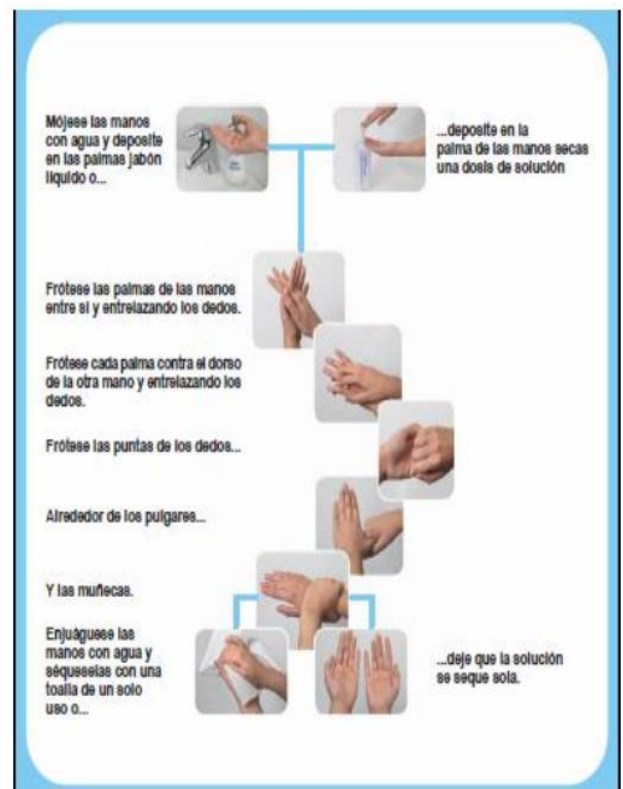 Mójese las manos
con agua y deposite
en las palmas jabón
líquido o...
...deposite en la
palma de las manos secas
una dosis de solución
Frótese las palmas de las manos
entre sí y entrelazando los dedos.
Frótese cada palma contra el dorso
de la otra mano y entrelazando los
dedos.
Frótese las puntas de los dedos...
Alrededor de los pulgares...
Y las muñecas.
Enjuáguese las
manos con agua y
séqueselas con una
toalla de un solo
uso o...
...deje que la solución
se seque sola.